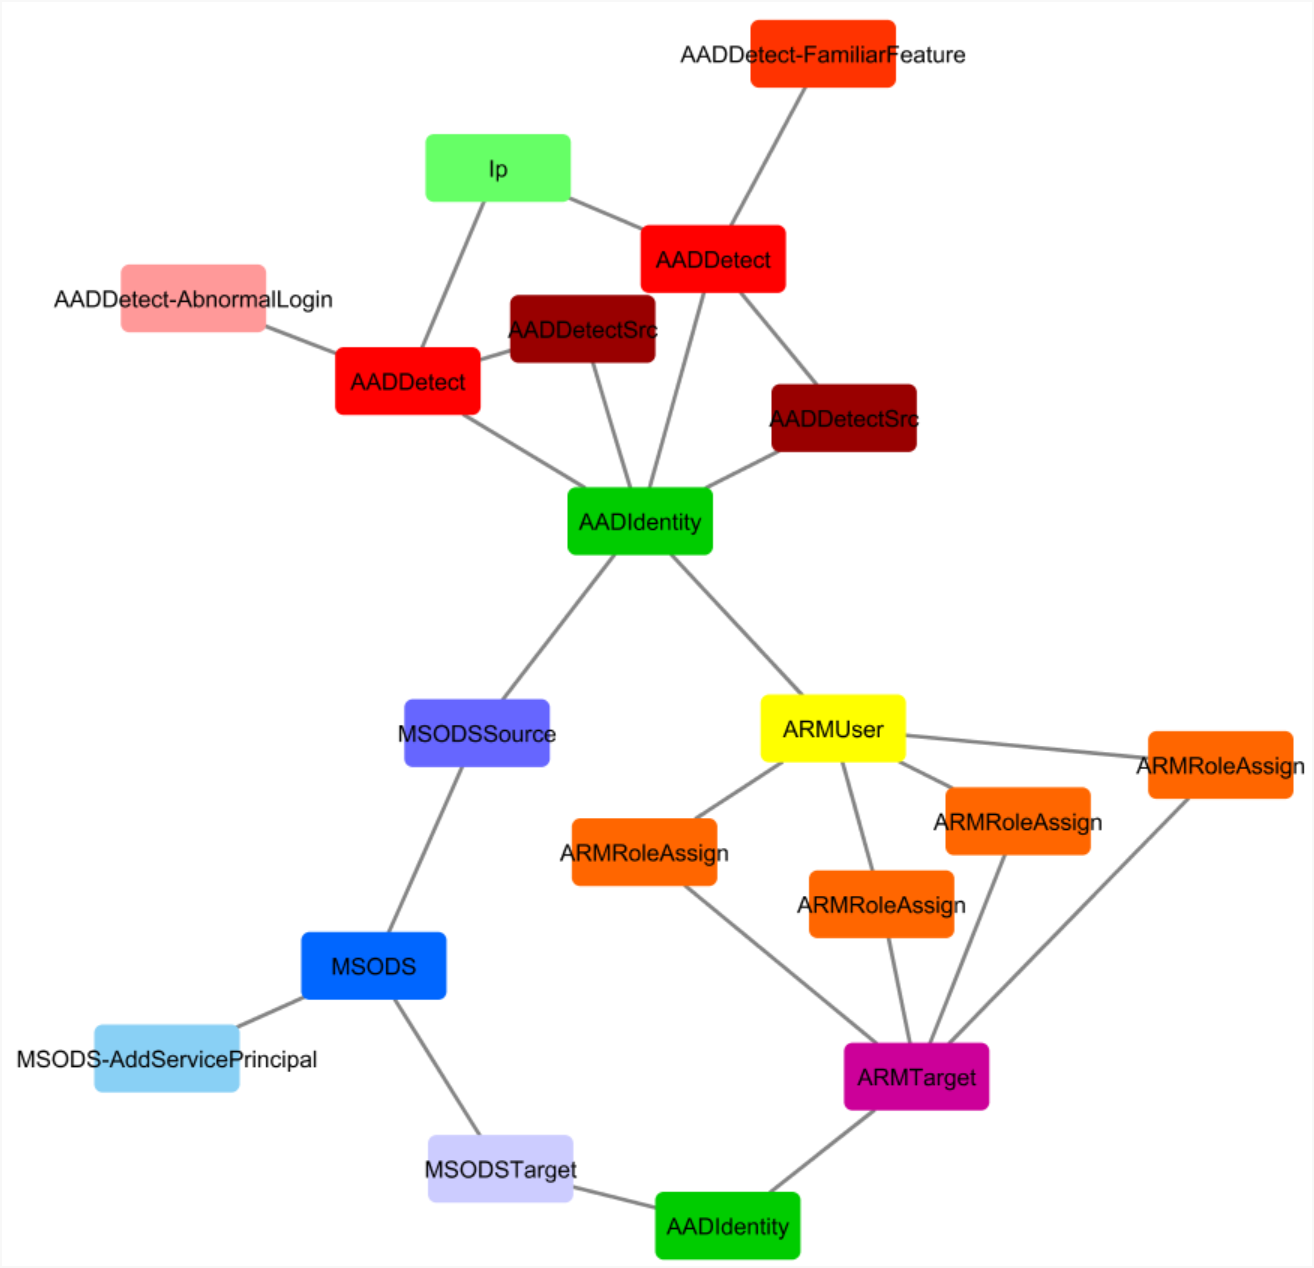 AADDetect-FamiliarFeature
Ip
AADDetect
AADDetect-AbnormalLogin
AADDetectSrc
AADDetect
AADDetectSrc
AADIdentity
MSODSSource
ARMUser
ARMRoleAssign
ARMRoleAssign
ARMRoleAssign
ARMRoleAssign
MSODS
MSODS-AddServicePrincipal
ARMTarget
MSODSTarget
AADIdentity